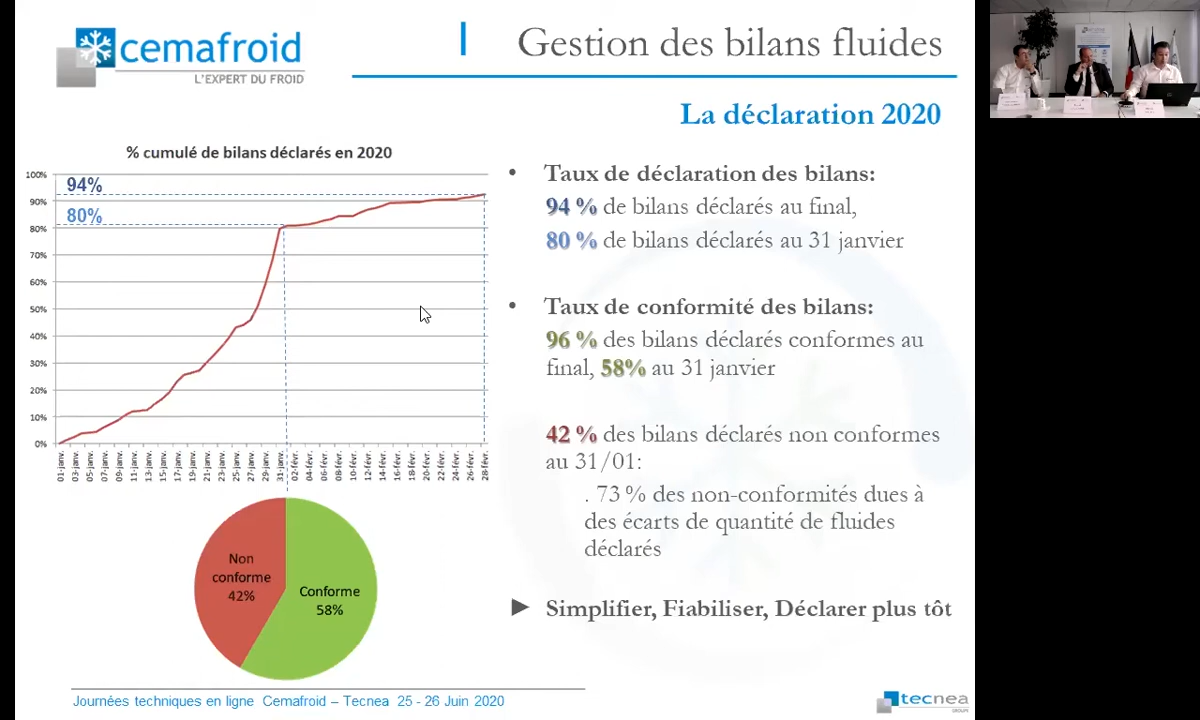 cemafroid
L'EXPERT DU FROID
Gestion des bilans fluides
La déclaration 2020
% cumulé de bilans déclarés en 2020
100%
94%
90%
80%
80%
70%
60%
50%
40%
30%
20%
10%
0%
01-janv.
03-janv.
05-janv.
07-janv.
09-janv.
11-janv.
13-janv.
15-janv.
17-janv.
19-janv.
21-janv.
23-janv.
25-janv.
27-janv.
29-janv.
31-janv.
02-févr.
04-févr.
06-févr.
08-févr.
10-févr.
12-févr.
14-févr.
16-févr.
18-févr.
20-févr.
22-févr.
24-févr.
26-févr.
28-févr.
Non
conforme
42%
Conforme
58%
• Taux de déclaration des bilans:
94 % de bilans déclarés au final,
80 % de bilans déclarés au 31 janvier
• Taux de conformité des bilans:
96 % des bilans déclarés conformes au
final, 58% au 31 janvier
42 % des bilans déclarés non conformes
au 31/01:
. 73 % des non-conformités dues à
des écarts de quantité de fluides
déclarés
► Simplifier, Fiabiliser, Déclarer plus tôt
Journées techniques en ligne Cemafroid – Tecnea 25 - 26 Juin 2020
tecnea